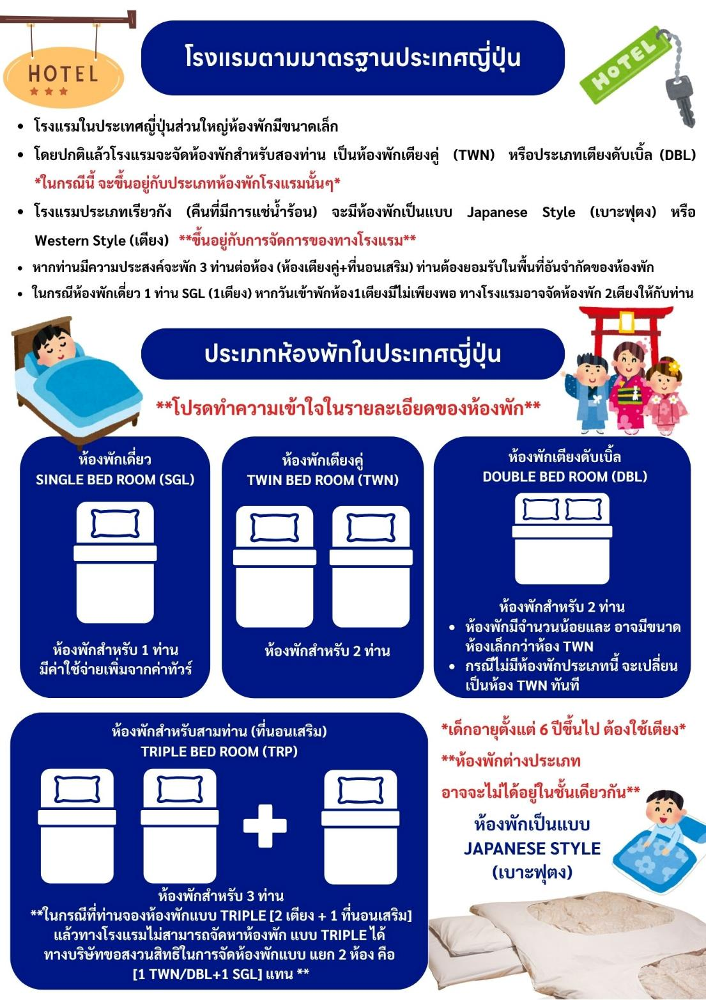 HOTEL
โรงแรมตามมาตรฐานประเทศญี่ปุ่น
HOTEL
• โรงแรมในประเทศญี่ปุ่นส่วนใหญ่ห้องพักมีขนาดเล็ก
• โดยปกติแล้วโรงแรมจะจัดห้องพักสำหรับสองท่าน เป็นห้องพักเตียงคู่ (TWN) หรือประเภทเตียงดับเบิ้ล (DBL)
*ในกรณีนี้ จะขึ้นอยู่กับประเภทห้องพักโรงแรมนั้นๆ*
• โรงแรมประเภทเรียวกัง (คืนที่มีการแช่น้ำร้อน) จะมีห้องพักเป็นแบบ Japanese Style (เบาะฟุตง) หรือ
Western Style (เตียง) **ขึ้นอยู่กับการจัดการของทางโรงแรม**
• หากท่านมีความประสงค์จะพัก 3 ท่านต่อห้อง (ห้องเตียงคู่+ที่นอนเสริม) ท่านต้องยอมรับในพื้นที่อันจำกัดของห้องพัก
• ในกรณีห้องพักเดี่ยว 1 ท่าน SGL (1เตียง) หากวันเข้าพักห้อง1เตียงมีไม่เพียงพอ ทางโรงแรมอาจจัดห้องพัก 2เตียงให้กับท่าน
ประเภทห้องพักในประเทศญี่ปุ่น
**โปรดทำความเข้าใจในรายละเอียดของห้องพัก**
ห้องพักเดี่ยว
SINGLE BED ROOM (SGL)
ห้องพักสำหรับ 1 ท่าน
มีค่าใช้จ่ายเพิ่มจากค่าทัวร์
ห้องพักเตียงคู่
TWIN BED ROOM (TWN)
ห้องพักสำหรับ 2 ท่าน
ห้องพักเตียงดับเบิ้ล
DOUBLE BED ROOM (DBL)
ห้องพักสำหรับ 2 ท่าน
• ห้องพักมีจำนวนน้อยและ อาจมีขนาด
ห้องเล็กกว่าห้อง TWN
• กรณีไม่มีห้องพักประเภทนี้ จะเปลี่ยน
เป็นห้อง TWN ทันที
ห้องพักสำหรับสามท่าน (ที่นอนเสริม)
TRIPLE BED ROOM (TRP)
ห้องพักสำหรับ 3 ท่าน
**ในกรณีที่ท่านจองห้องพักแบบ TRIPLE [2 เตียง + 1 ที่นอนเสริม]
แล้วทางโรงแรมไม่สามารถจัดหาห้องพัก แบบ TRIPLE ได้
ทางบริษัทขอสงวนสิทธิในการจัดห้องพักแบบ แยก 2 ห้อง คือ
[1 TWN/DBL+1 SGL] แทน **
*เด็กอายุตั้งแต่ 6 ปีขึ้นไป ต้องใช้เตียง*
**ห้องพักต่างประเภท
อาจจะไม่ได้อยู่ในชั้นเดียวกัน**
ห้องพักเป็นแบบ
JAPANESE STYLE
(เบาะฟุตง)